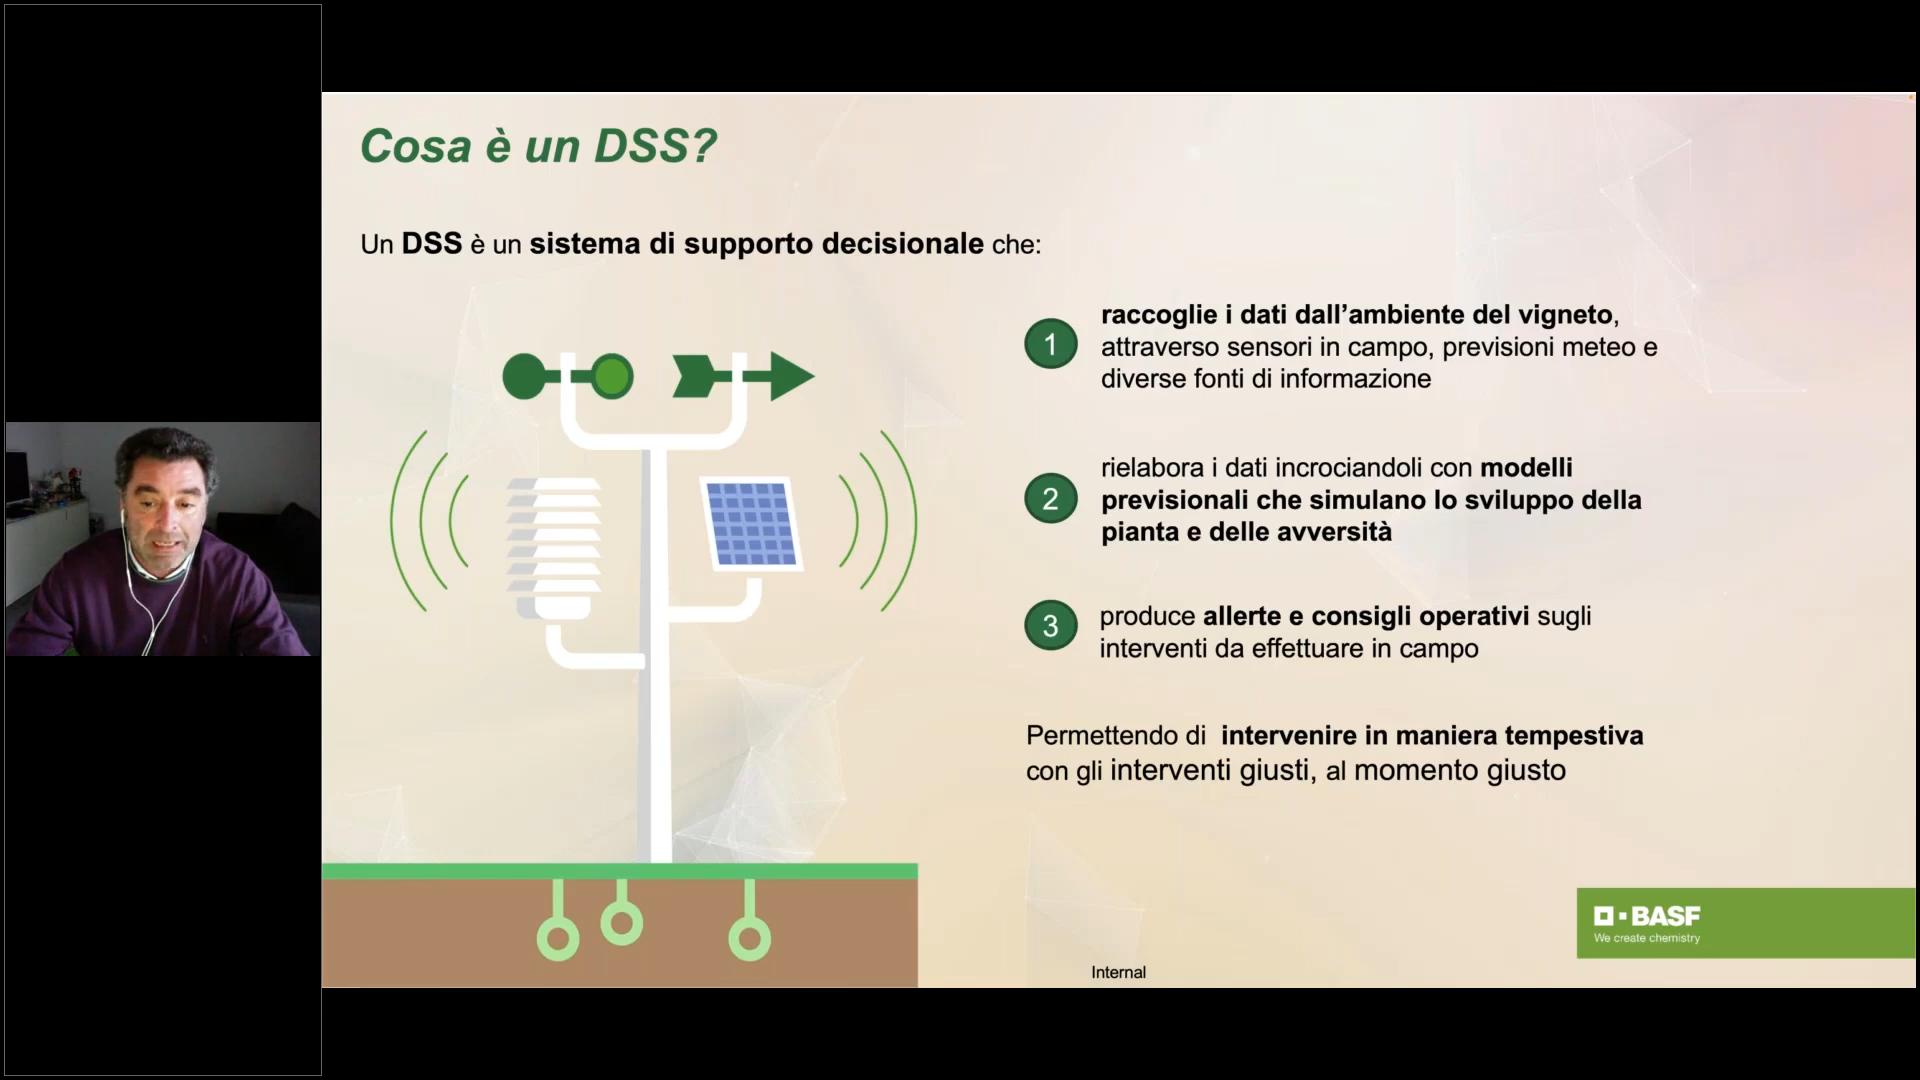 Cosa è un DSS?
Un DSS è un sistema di supporto decisionale che:
1
raccoglie i dati dall’ambiente del vigneto,
attraverso sensori in campo, previsioni meteo e
diverse fonti di informazione
2
rielabora i dati incrociandoli con modelli
previsionali che simulano lo sviluppo della
pianta e delle avversità
3
produce allerte e consigli operativi sugli
interventi da effettuare in campo
Permettendo di intervenire in maniera tempestiva
con gli interventi giusti, al momento giusto
BASF
We create chemistry
Internal